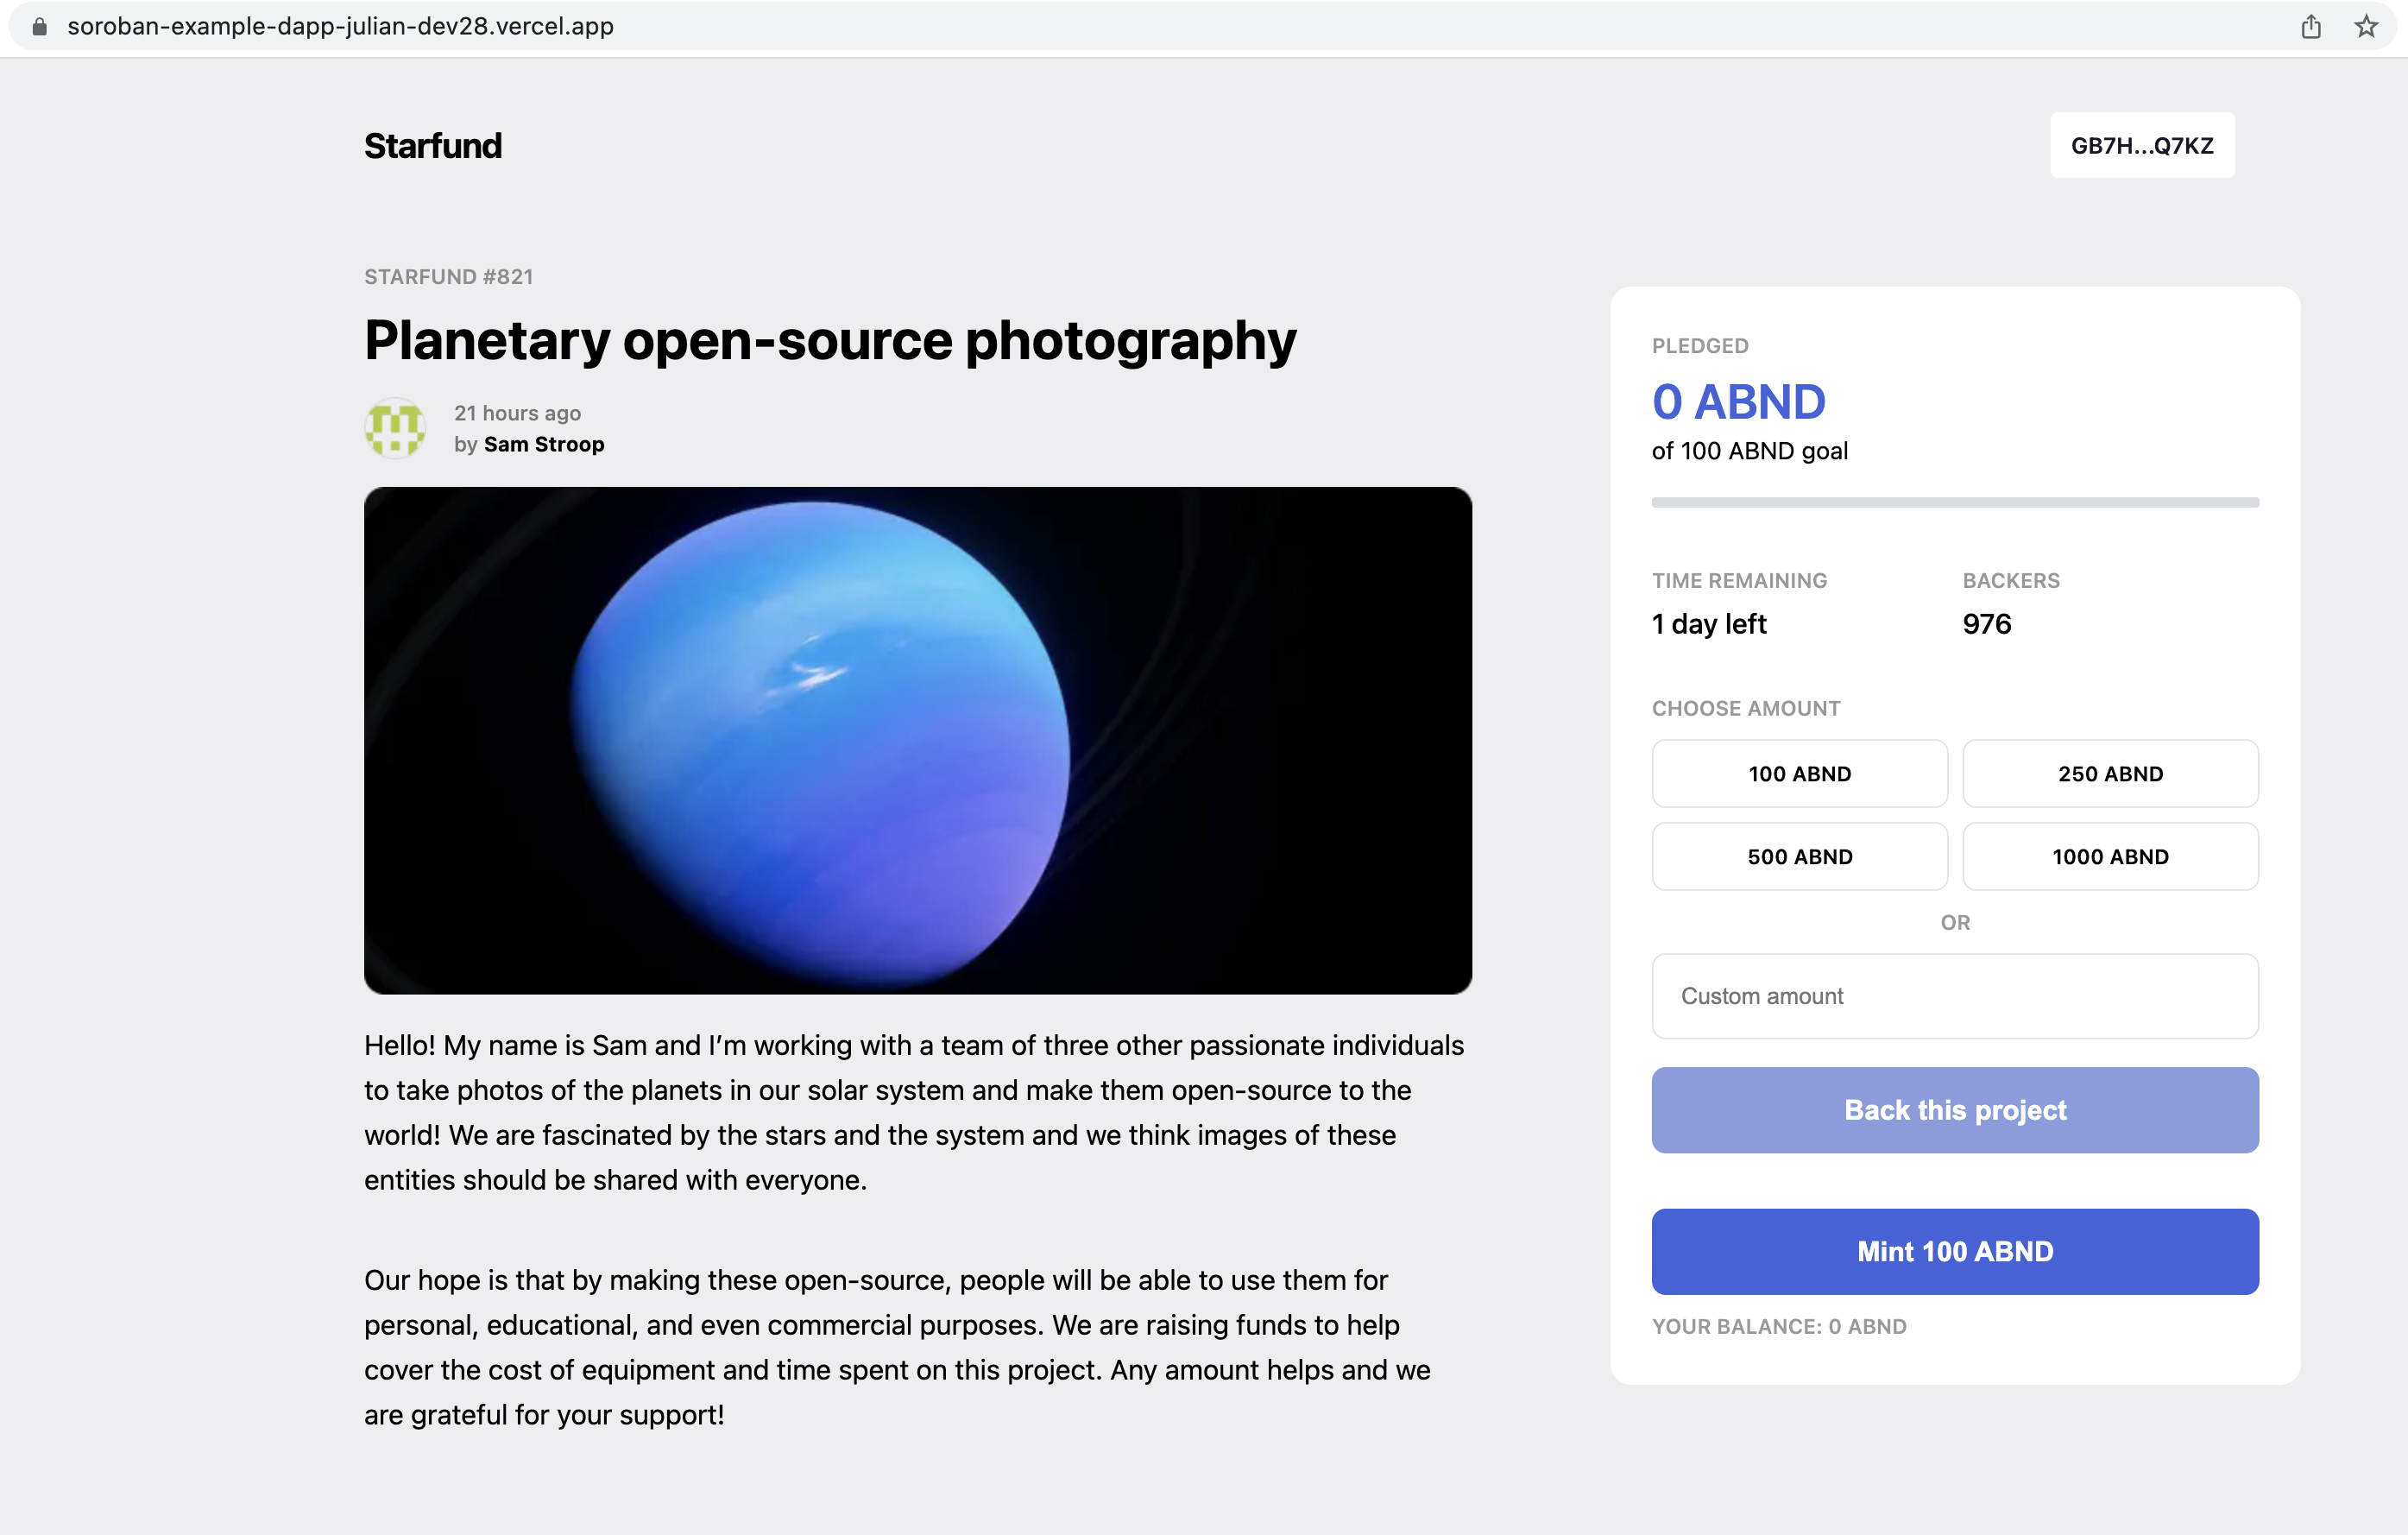 soroban-example-dapp-julian-dev28.vercel.app
Starfund
GB7H...Q7KZ
STARFUND #821
Planetary open-source photography
21 hours ago
by Sam Stroop
Hello! My name is Sam and I’m working with a team of three other passionate individuals
to take photos of the planets in our solar system and make them open-source to the
world! We are fascinated by the stars and the system and we think images of these
entities should be shared with everyone.
Our hope is that by making these open-source, people will be able to use them for
personal, educational, and even commercial purposes. We are raising funds to help
cover the cost of equipment and time spent on this project. Any amount helps and we
are grateful for your support!
PLEDGED
0 ABND
of 100 ABND goal
TIME REMAINING
1 day left
BACKERS
976
CHOOSE AMOUNT
100 ABND
250 ABND
500 ABND
1000 ABND
OR
Custom amount
Back this project
Mint 100 ABND
YOUR BALANCE: 0 ABND